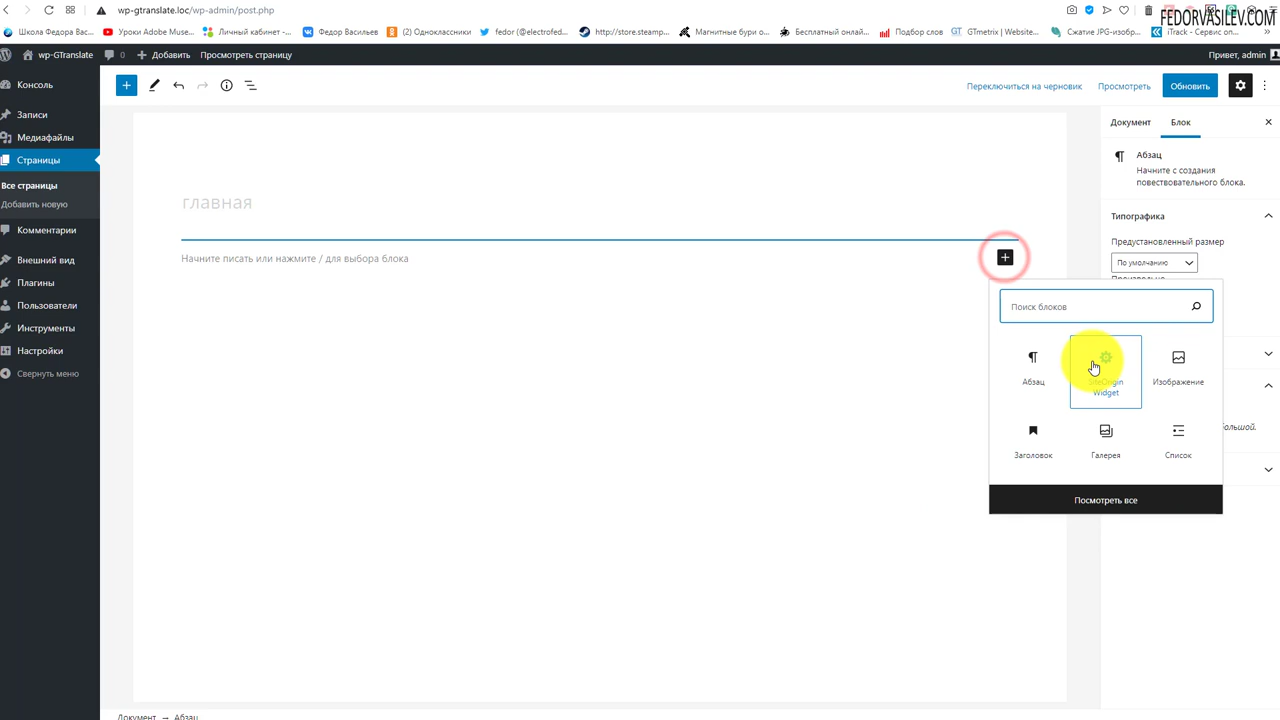 wp-gtranslate.loc/wp-admin/post.php
FEDORVASILEV.COM
Школа Федора Вас...
Уроки Adobe Muse...
Личный кабинет -...
Федор Васильев
(2) Одноклассники
fedor (@electrofed...
http://store.steamp...
Магнитные бури о...
Бесплатный онлай...
Подбор слов
GTmetrix | Website...
Сжатие JPG-изобр...
iTrack - Сервис оп...
»
wp-GTranslate
0
Добавить
Просмотреть страницу
Привет, admin
Консоль
Записи
Медиафайлы
Страницы
Все страницы
Добавить новую
Комментарии
Внешний вид
Плагины
Пользователи
Инструменты
Настройки
Свернуть меню
Переключиться на черновик
Просмотреть
Обновить
главная
Начните писать или нажмите / для выбора блока
Документ
Блок
Абзац
Начните с создания
повествовательного блока.
Типографика
Предустановленный размер
По умолчанию
Произвольно
Поиск блоков
Абзац
SiteOrigin
Widget
Изображение
Заголовок
Галерея
Список
Посмотреть все
большой.
Документ → Абзац